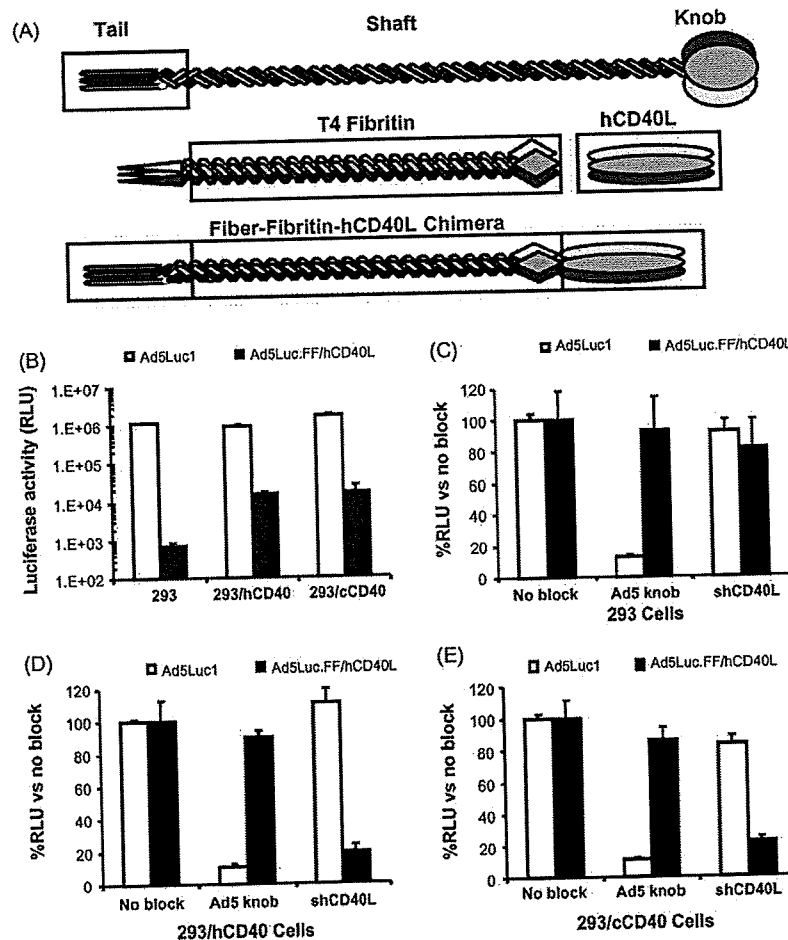 (A)
Tail
Shaft
Knob
T4 Fibritin
hCD40L
Fiber-Fibritin-hCD40L Chimera
(B)
Ad5Luc1
Ad5Luc.FF/hCD40L
Luciferase activity (RLU)
1.E+07
1.E+06
1.E+05
1.E+04
1.E+03
1.E+02
293
293/hCD40
293/cCD40
(C)
Ad5Luc1
Ad5Luc.FF/hCD40L
%RLU vs no block
120
100
80
60
40
20
0
No block
Ad5 knob
shCD40L
293 Cells
(D)
Ad5Luc1
Ad5Luc.FF/hCD40L
%RLU vs no block
120
100
80
60
40
20
0
No block
Ad5 knob
shCD40L
293/hCD40 Cells
(E)
Ad5Luc1
Ad5Luc.FF/hCD40L
%RLU vs no block
120
100
80
60
40
20
0
No block
Ad5 knob
shCD40L
293/cCD40 Cells